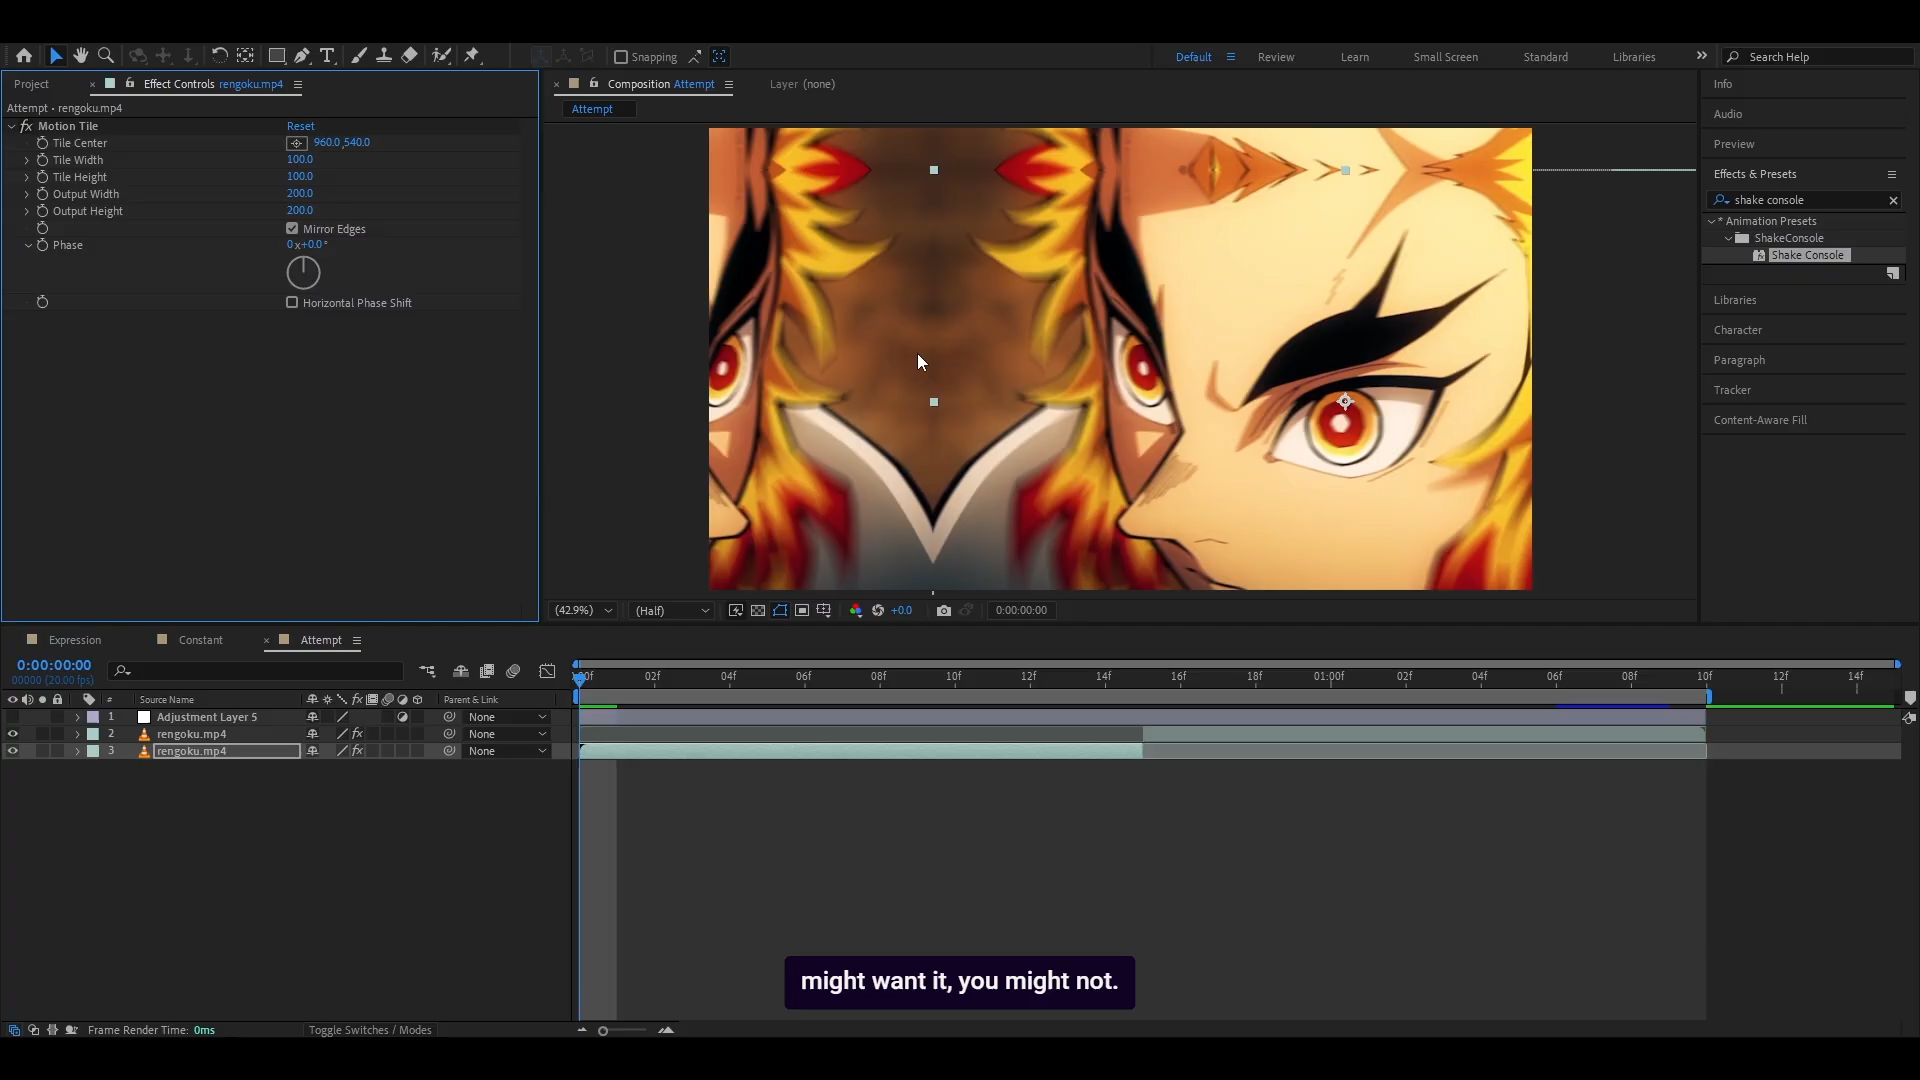 Snapping
Default
Review
Learn
Small Screen
Standard
Libraries
Search Help
Project
Effect Controls rengoku.mp4
Composition Attempt
Layer (none)
Info
Attempt • rengoku.mp4
Attempt
Audio
fx Motion Tile Reset
Tile Center 960.0,540.0
Preview
Tile Width 100.0
Tile Height 100.0
Effects & Presets
Output Width 200.0
shake console
Output Height 200.0
* Animation Presets
Mirror Edges
ShakeConsole
Phase 0x+0.0°
Shake Console
Horizontal Phase Shift
Libraries
Character
Paragraph
Tracker
Content-Aware Fill
(42.9%) (Half) +0.0 0:00:00:00
Expression Constant Attempt
0:00:00:00
00000 (20.00 fps)
:00f 02f 04f 06f 08f 10f 12f 14f 16f 18f 01:00f 02f 04f 06f 08f 10f 12f 14f
# Source Name fx Parent & Link
1 Adjustment Layer 5 None
2 rengoku.mp4 fx None
3 rengoku.mp4 fx None
might want it, you might not.
Frame Render Time: 0ms Toggle Switches / Modes